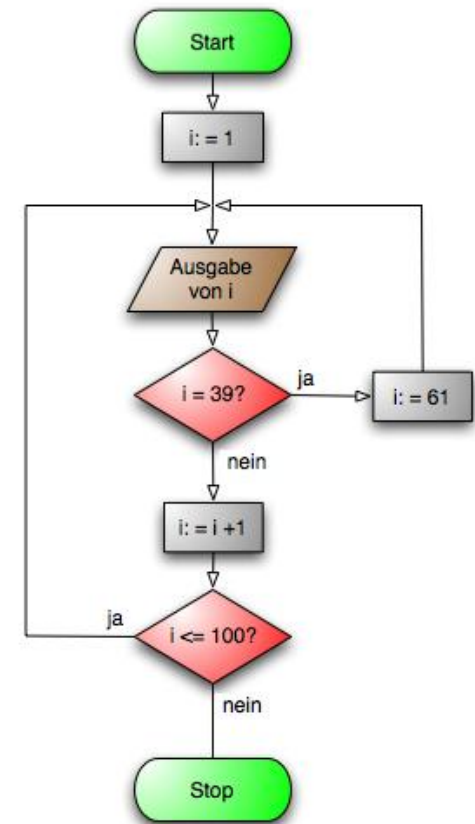 Start
i: = 1
Ausgabe
von i
i = 39?
ja
i: = 61
nein
i: = i +1
ja
i <= 100?
nein
Stop